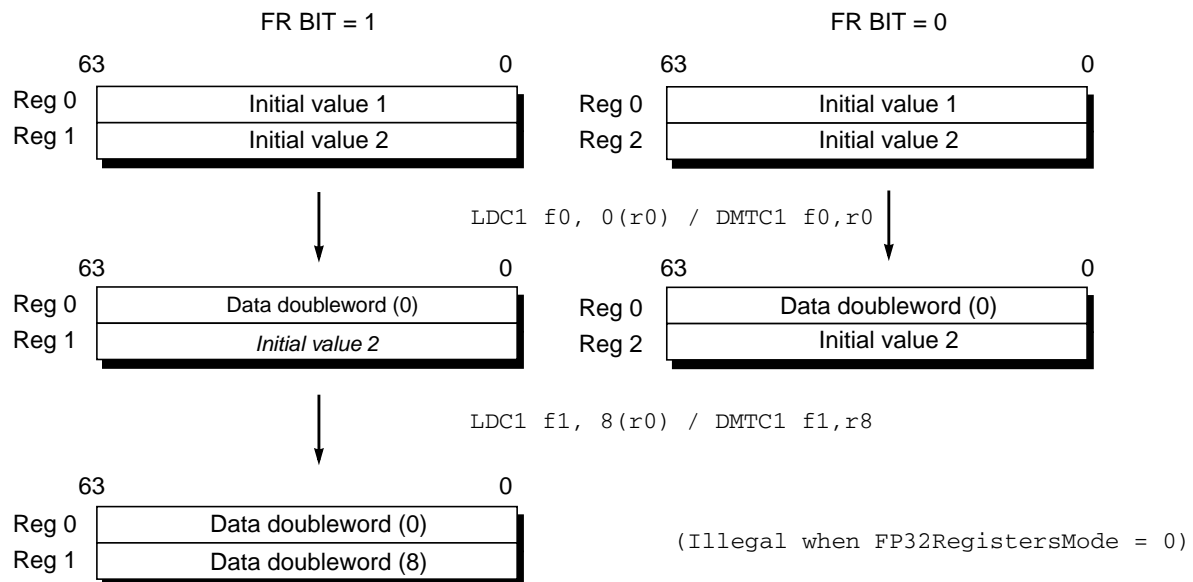 FR BIT = 1
FR BIT = 0
63 0
63 0
Reg 0 Initial value 1
Reg 0 Initial value 1
Reg 1 Initial value 2
Reg 2 Initial value 2
LDC1 f0, 0(r0) / DMTC1 f0,r0
63 0
63 0
Reg 0 Data doubleword (0)
Reg 0 Data doubleword (0)
Reg 1 Initial value 2
Reg 2 Initial value 2
LDC1 f1, 8(r0) / DMTC1 f1,r8
63 0
Reg 0 Data doubleword (0)
Reg 1 Data doubleword (8)
(Illegal when FP32RegistersMode = 0)